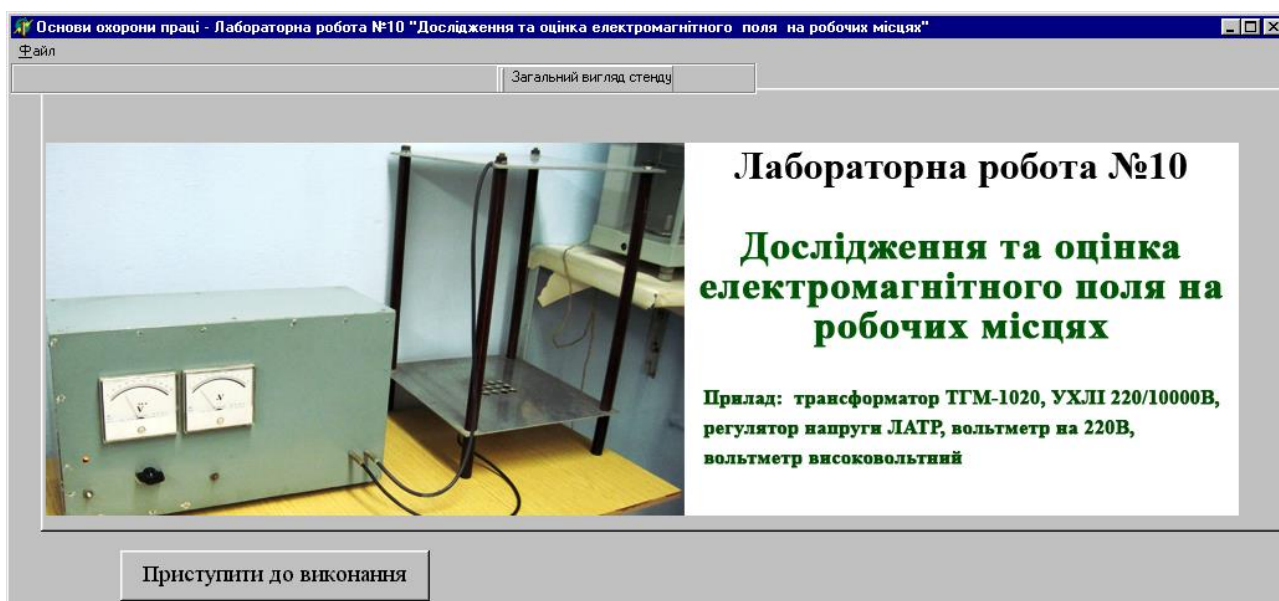 Основи охорони праці - Лабораторна робота №10 "Дослідження та оцінка електромагнітного поля на робочих місцях"
Файл
Загальний вигляд стенду
Лабораторна робота №10
Дослідження та оцінка
електромагнітного поля на
робочих місцях
Прилад: трансформатор ТГМ-1020, УХЛІ 220/10000В,
регулятор напруги ЛАТР, вольтметр на 220В,
вольтметр високовольтний
V
Приступити до виконання